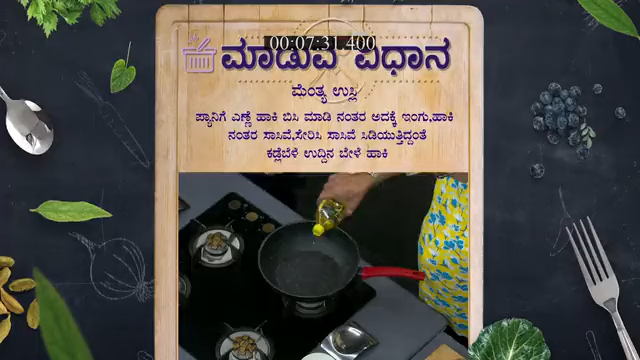 00:07:31.400
ಮಾಡುವ ವಿಧಾನ
ಮೆಂತ್ಯ ಉಸ್ಲಿ
ಪ್ಯಾನಿಗೆ ಎಣ್ಣೆ ಹಾಕಿ ಬಿಸಿ ಮಾಡಿ ನಂತರ ಅದಕ್ಕೆ ಇಂಗು,ಹಾಕಿ
ನಂತರ ಸಾಸಿವೆ,ಸೇರಿಸಿ ಸಾಸಿವೆ ಸಿಡಿಯುತ್ತಿದ್ದಂತೆ
ಕಡ್ಲೆಬೆಳೆ ಉದ್ದಿನ ಬೇಳೆ ಹಾಕಿ